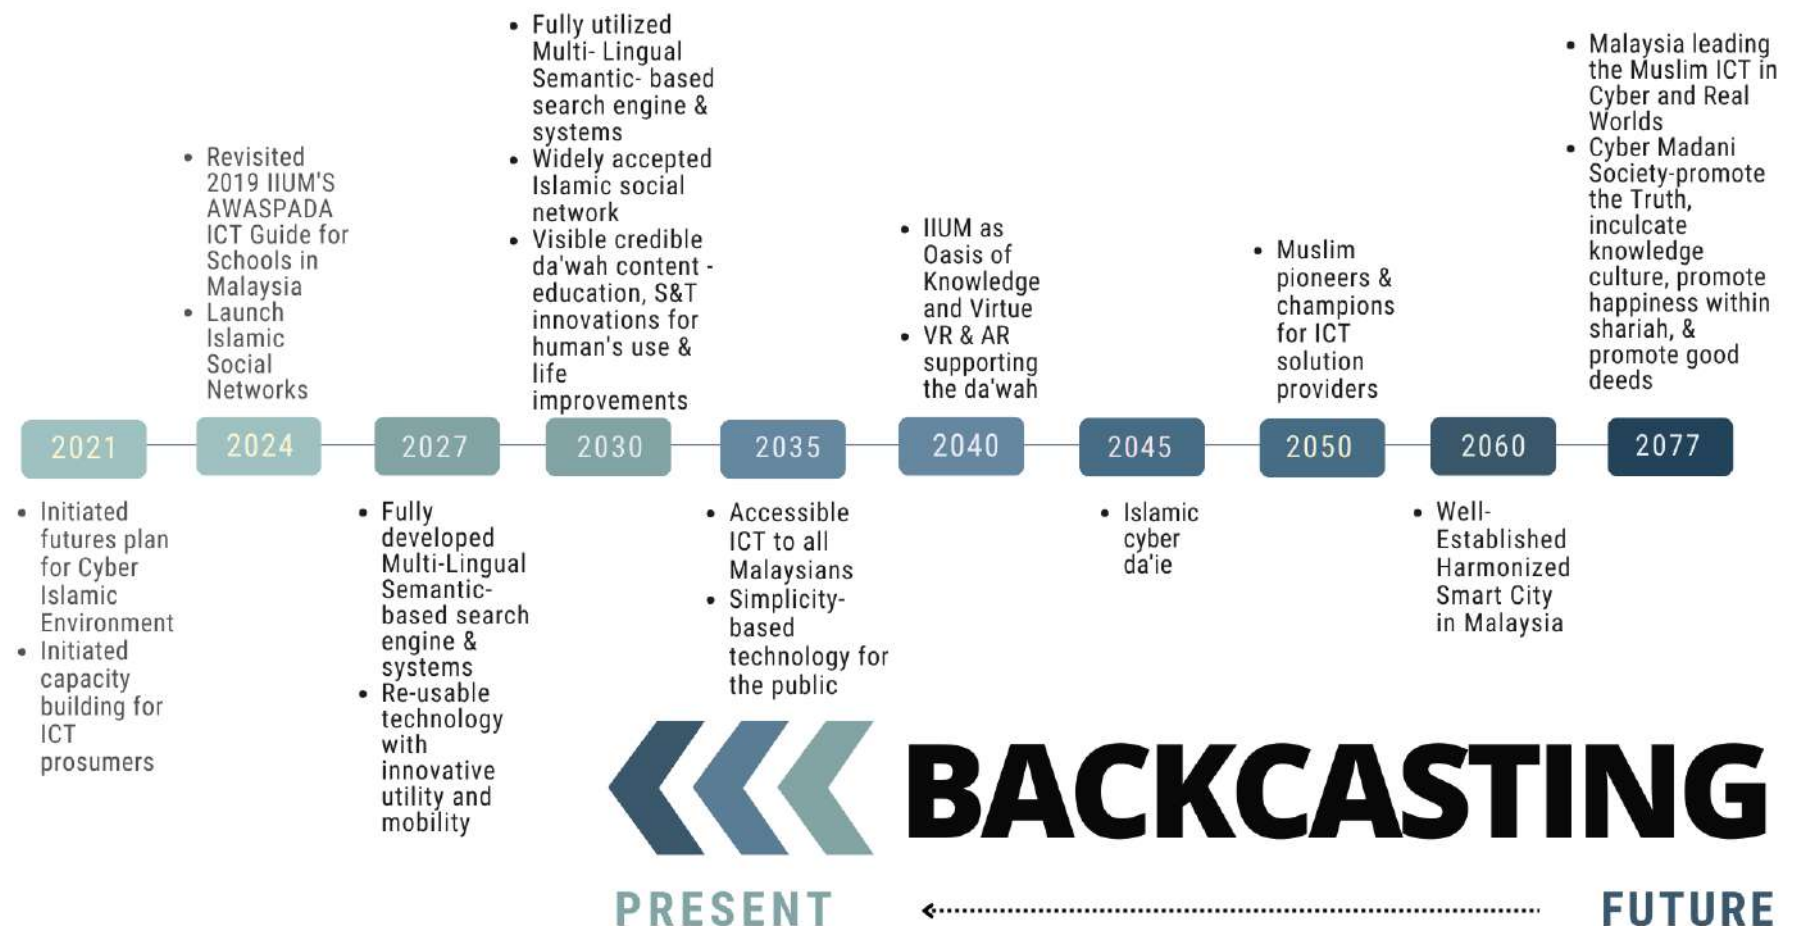 • Fully utilized
Multi- Lingual
Semantic- based
search engine &
systems
• Widely accepted
Islamic social
network
• Visible credible
da'wah content -
education, S&T
innovations for
human's use &
life
improvements
• Malaysia leading
the Muslim ICT in
Cyber and Real
Worlds
• Cyber Madani
Society-promote
the Truth,
inculcate
knowledge
culture, promote
happiness within
shariah, &
promote good
deeds
• Revisited
2019 IIUM'S
AWASPADA
ICT Guide for
Schools in
Malaysia
• Launch
Islamic
Social
Networks
• IIUM as
Oasis of
Knowledge
and Virtue
• VR & AR
supporting
the da'wah
• Muslim
pioneers &
champions
for ICT
solution
providers
2021
2024
2027
2030
2035
2040
2045
2050
2060
2077
• Initiated
futures plan
for Cyber
Islamic
Environment
• Initiated
capacity
building for
ICT
prosumers
• Fully
developed
Multi-Lingual
Semantic-
based search
engine &
systems
• Re-usable
technology
with
innovative
utility and
mobility
• Accessible
ICT to all
Malaysians
• Simplicity-
based
technology for
the public
• Islamic
cyber
da'ie
• Well-
Established
Harmonized
Smart City
in Malaysia
BACKCASTING
PRESENT
FUTURE